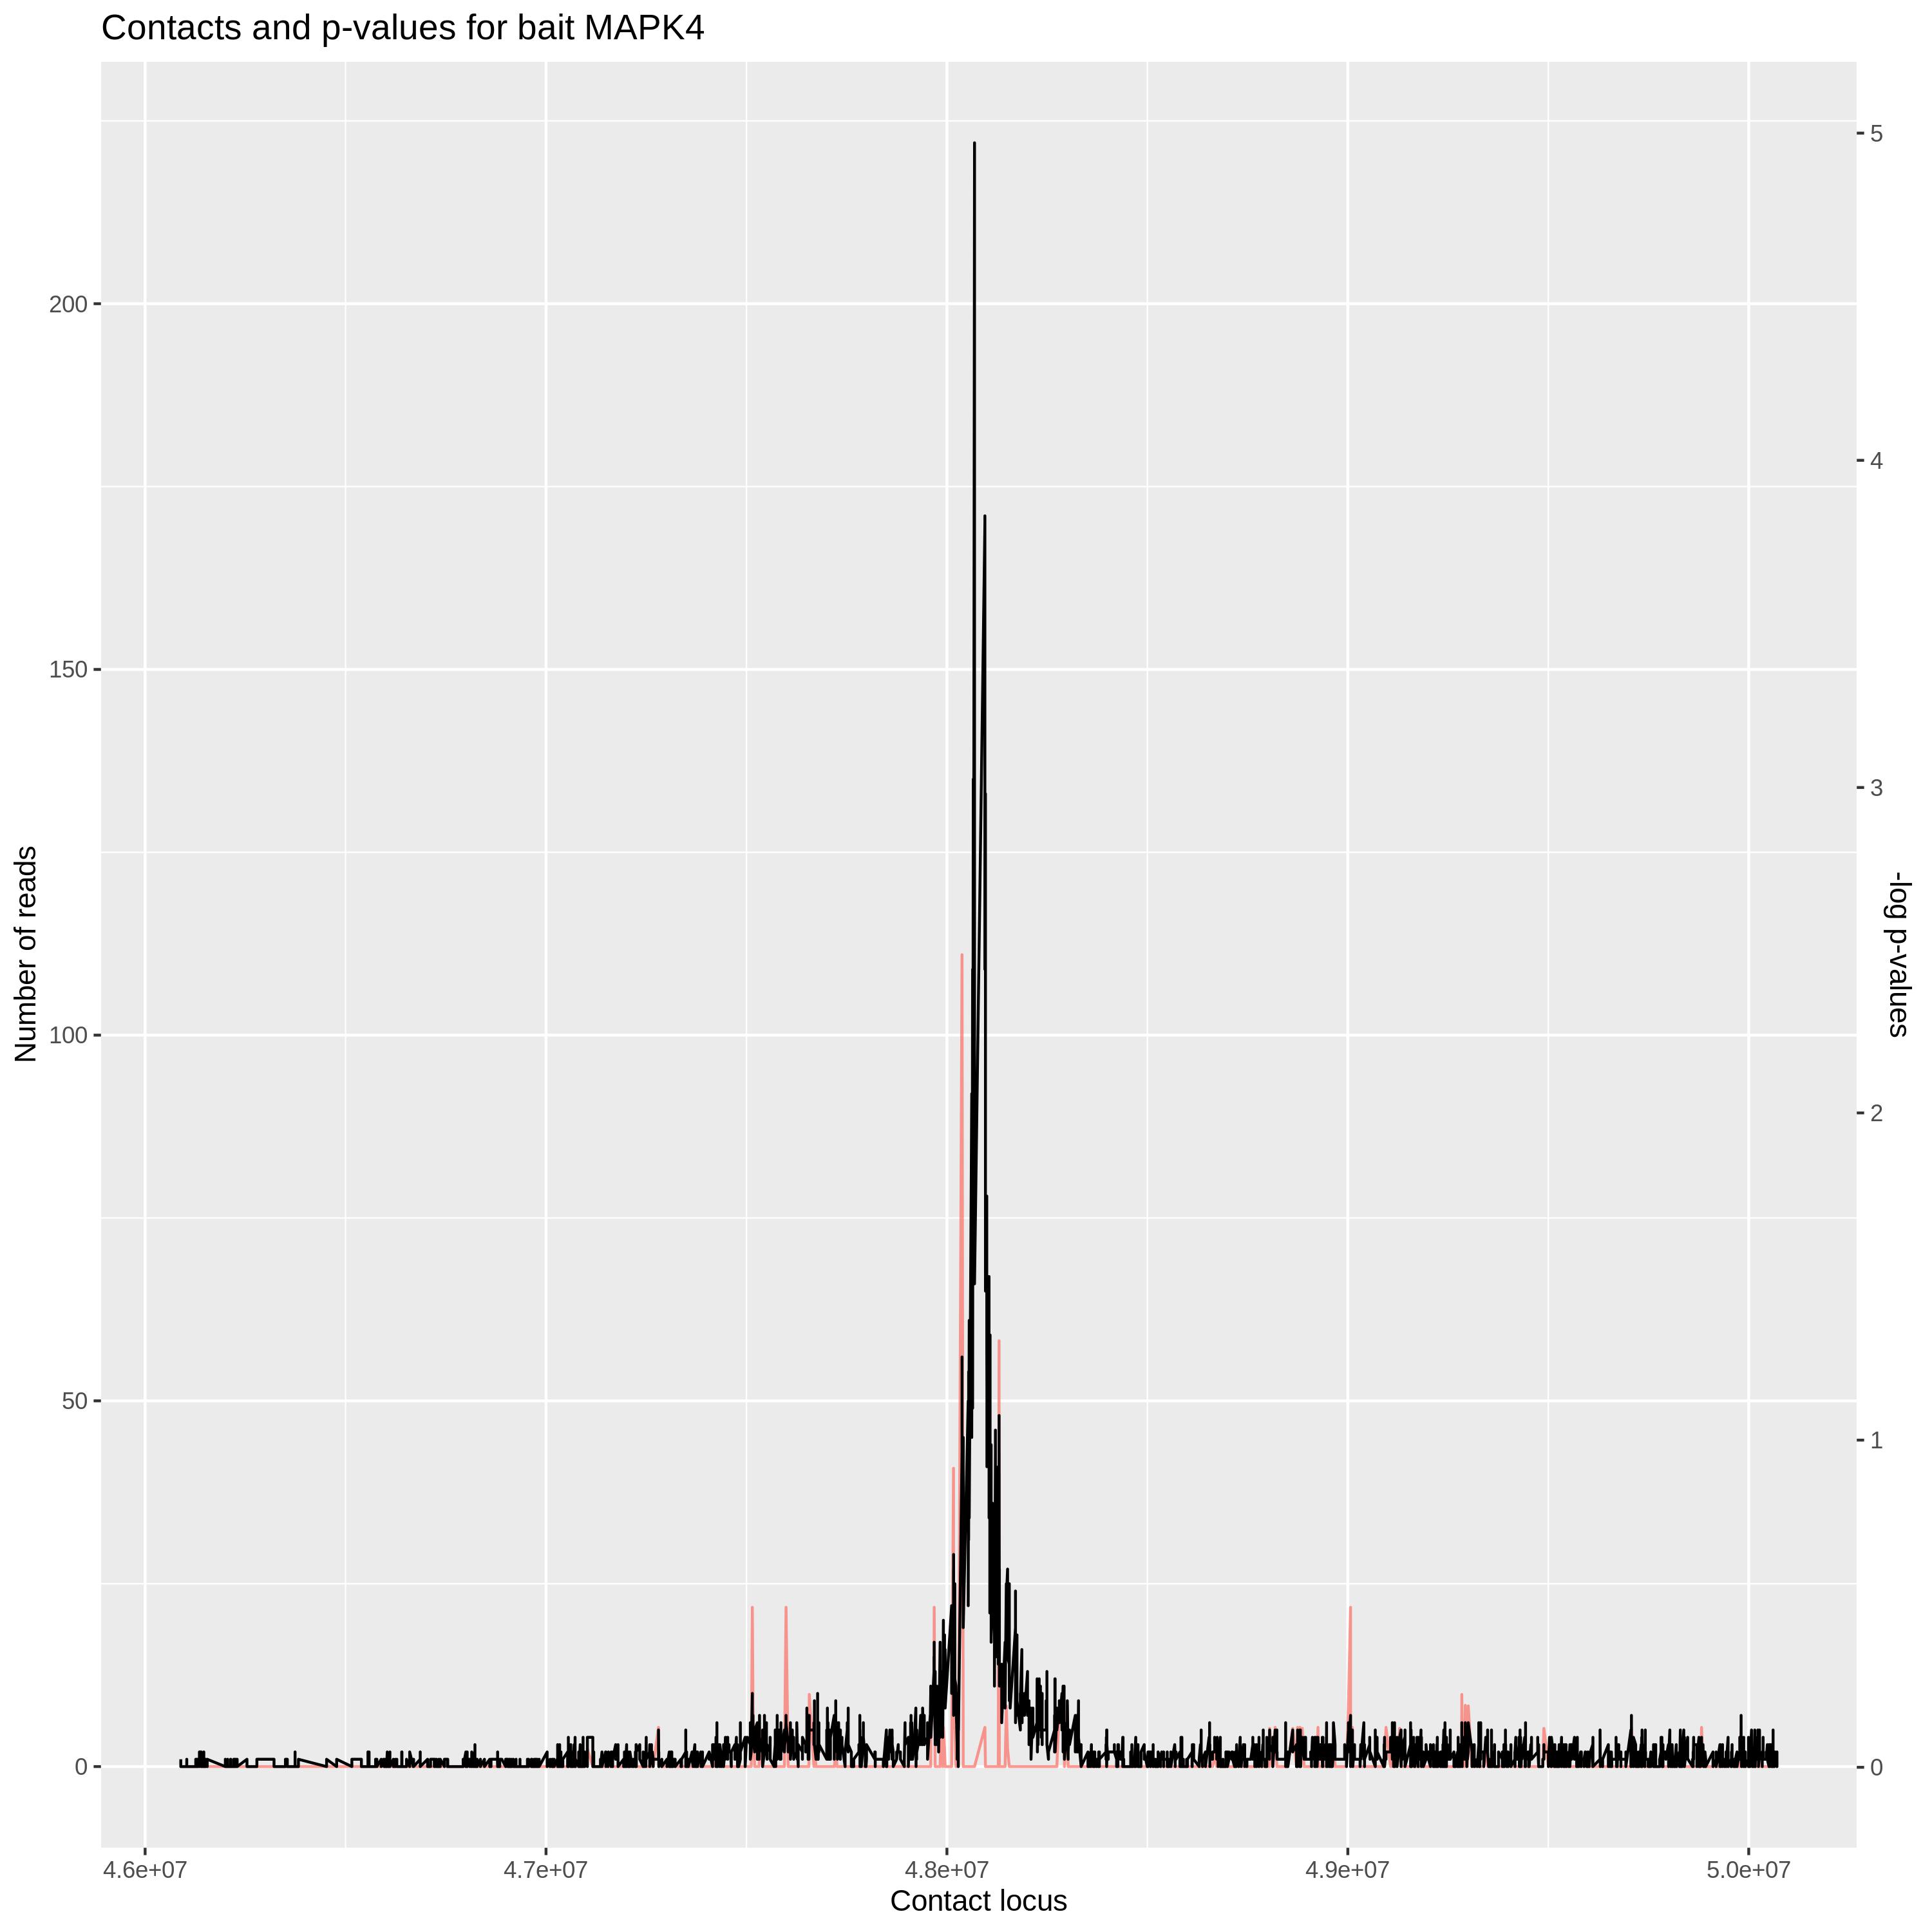 Contacts and p-values for bait MAPK4
Number of reads
200
150
100
50
0
5
4
3
2
1
0
-log p-values
4.6e+07 4.7e+07 4.8e+07 4.9e+07 5.0e+07
Contact locus